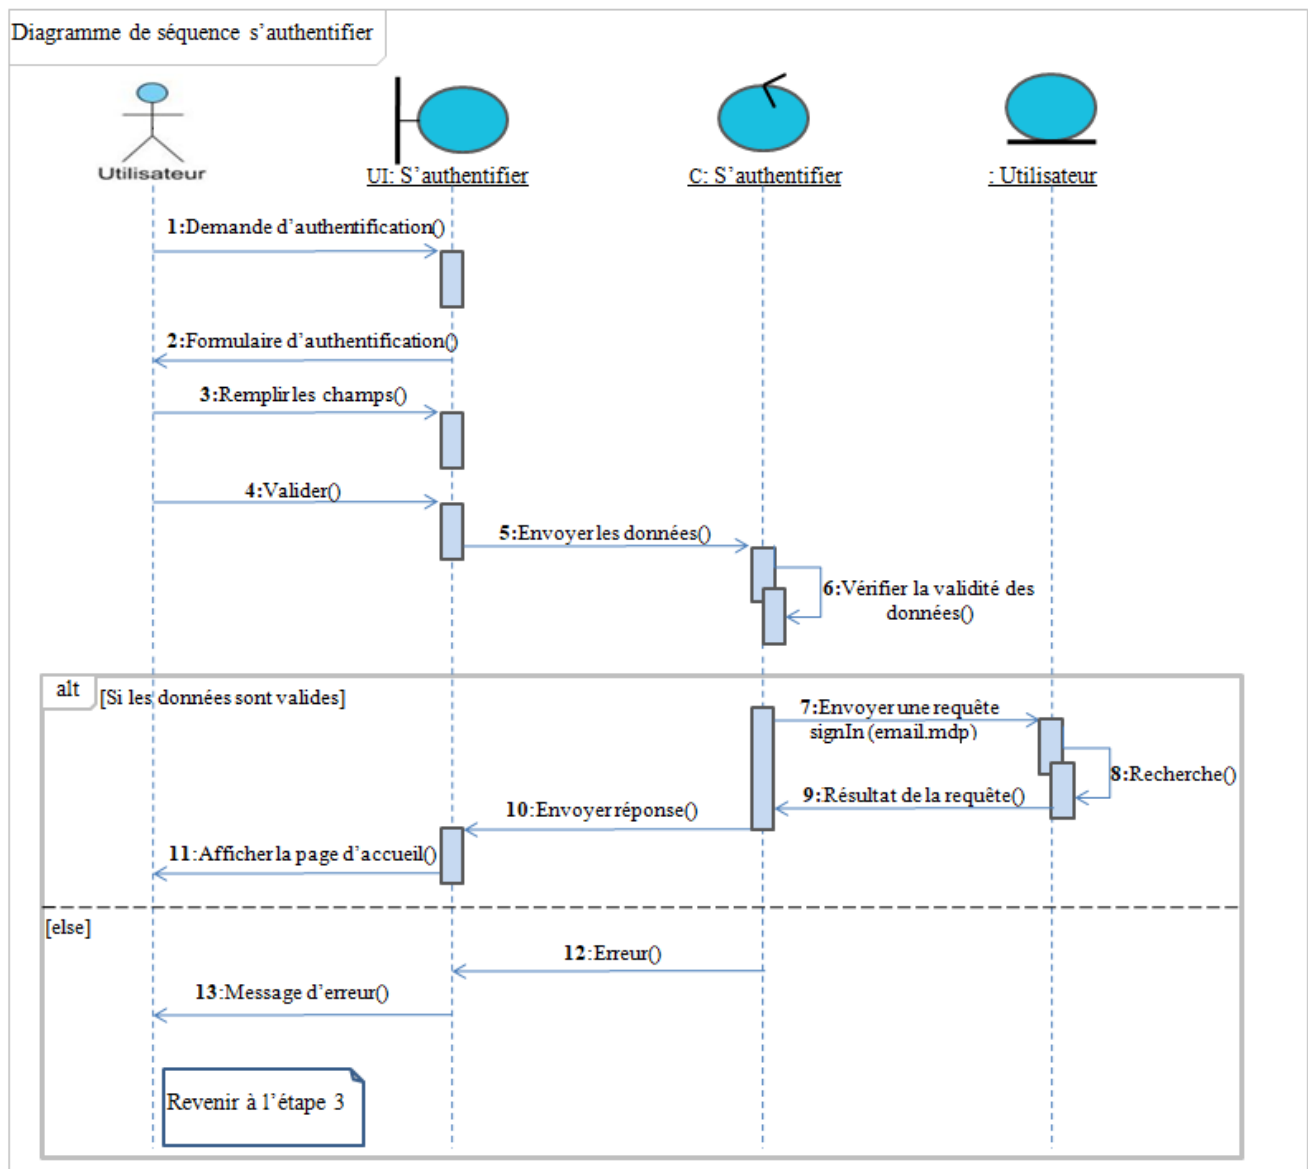 Diagramme de séquence s’authentifier
Utilisateur
UI: S’authentifier
C: S’authentifier
: Utilisateur
1:Demande d’authentification()
2:Formulaire d’authentification()
3:Remplir les champs()
4:Valider()
5:Envoyer les données()
6:Vérifier la validité des
données()
alt
[Si les données sont valides]
7:Envoyer une requête
signIn (email.mdp)
8:Recherche()
9:Résultat de la requête()
10:Envoyer réponse()
11:Afficher la page d’accueil()
[else]
12:Erreur()
13:Message d’erreur()
Revenir à l’étape 3